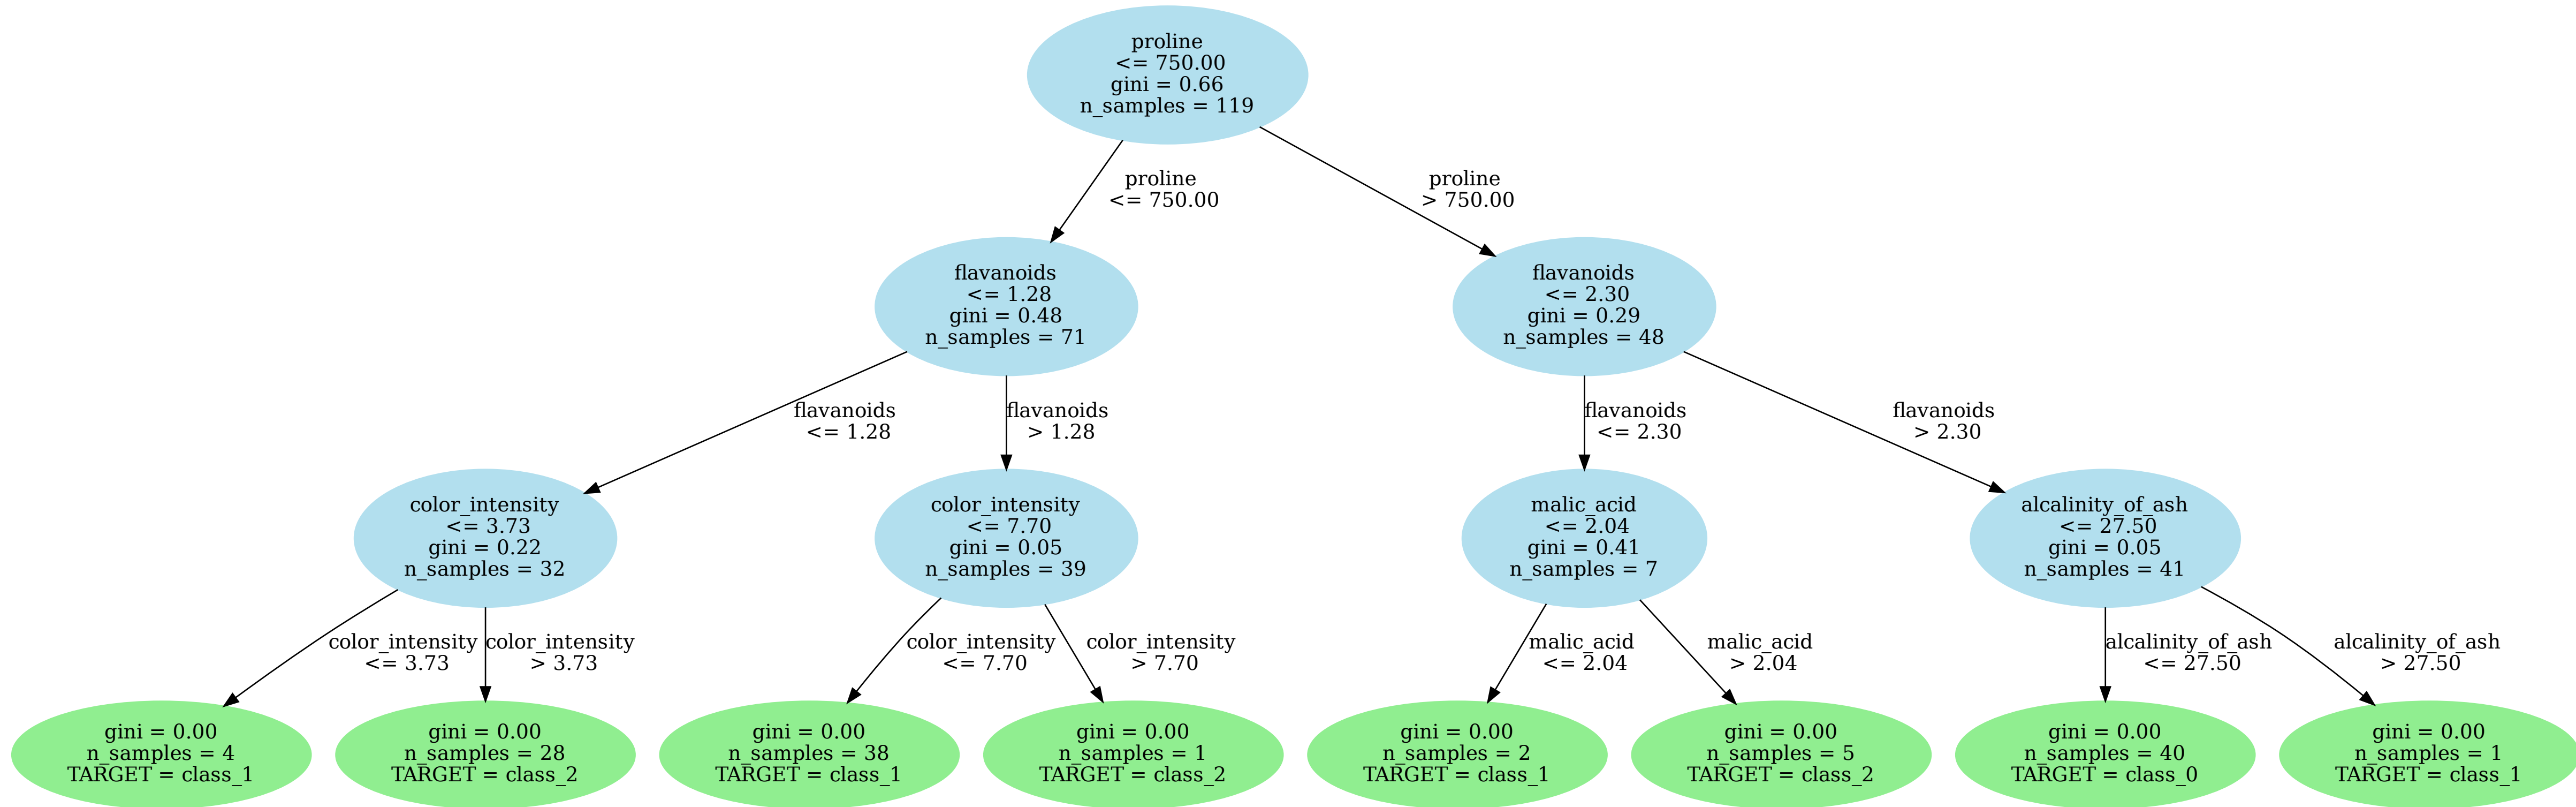 proline
<= 750.00
gini = 0.66
n_samples = 119
proline
<= 750.00
proline
> 750.00
flavanoids
<= 1.28
gini = 0.48
n_samples = 71
flavanoids
<= 2.30
gini = 0.29
n_samples = 48
flavanoids
<= 1.28
flavanoids
> 1.28
flavanoids
<= 2.30
flavanoids
> 2.30
color_intensity
<= 3.73
gini = 0.22
n_samples = 32
color_intensity
<= 7.70
gini = 0.05
n_samples = 39
malic_acid
<= 2.04
gini = 0.41
n_samples = 7
alcalinity_of_ash
<= 27.50
gini = 0.05
n_samples = 41
color_intensity
<= 3.73
color_intensity
> 3.73
color_intensity
<= 7.70
color_intensity
> 7.70
malic_acid
<= 2.04
malic_acid
> 2.04
alcalinity_of_ash
<= 27.50
alcalinity_of_ash
> 27.50
gini = 0.00
n_samples = 4
TARGET = class_1
gini = 0.00
n_samples = 28
TARGET = class_2
gini = 0.00
n_samples = 38
TARGET = class_1
gini = 0.00
n_samples = 1
TARGET = class_2
gini = 0.00
n_samples = 2
TARGET = class_1
gini = 0.00
n_samples = 5
TARGET = class_2
gini = 0.00
n_samples = 40
TARGET = class_0
gini = 0.00
n_samples = 1
TARGET = class_1